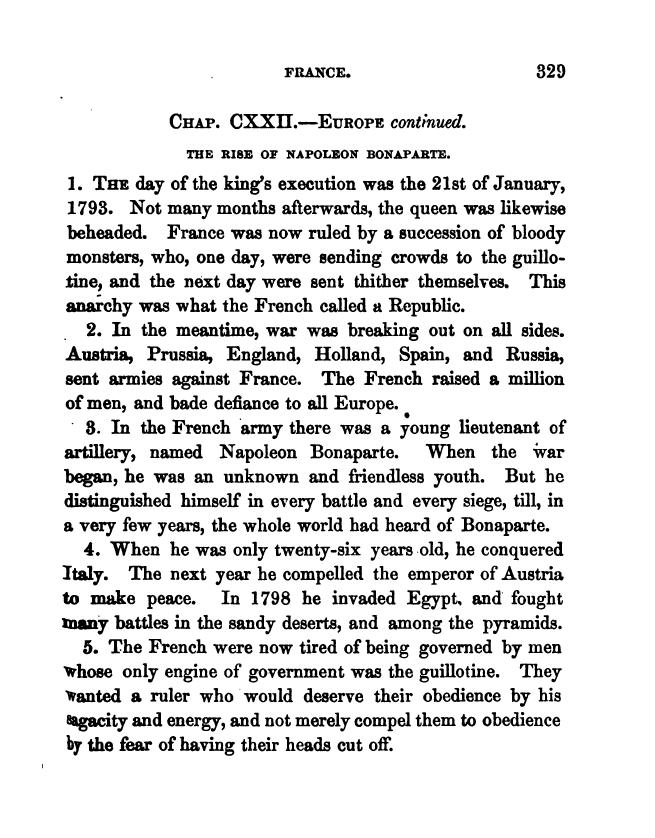 FRANCE. 329
CHAP. CXXII.—EUROPE continued.
THE RISE OF NAPOLEON BONAPARTE.
1. THE day of the king's execution was the 21st of January,
1793. Not many months afterwards, the queen was likewise
beheaded. France was now ruled by a succession of bloody
monsters, who, one day, were sending crowds to the guillo-
tine, and the next day were sent thither themselves. This
anarchy was what the French called a Republic.
2. In the meantime, war was breaking out on all sides.
Austria, Prussia, England, Holland, Spain, and Russia,
sent armies against France. The French raised a million
of men, and bade defiance to all Europe.
3. In the French army there was a young lieutenant of
artillery, named Napoleon Bonaparte. When the war
began, he was an unknown and friendless youth. But he
distinguished himself in every battle and every siege, till, in
a very few years, the whole world had heard of Bonaparte.
4. When he was only twenty-six years old, he conquered
Italy. The next year he compelled the emperor of Austria
to make peace. In 1798 he invaded Egypt, and fought
many battles in the sandy deserts, and among the pyramids.
5. The French were now tired of being governed by men
whose only engine of government was the guillotine. They
wanted a ruler who would deserve their obedience by his
sagacity and energy, and not merely compel them to obedience
by the fear of having their heads cut off.